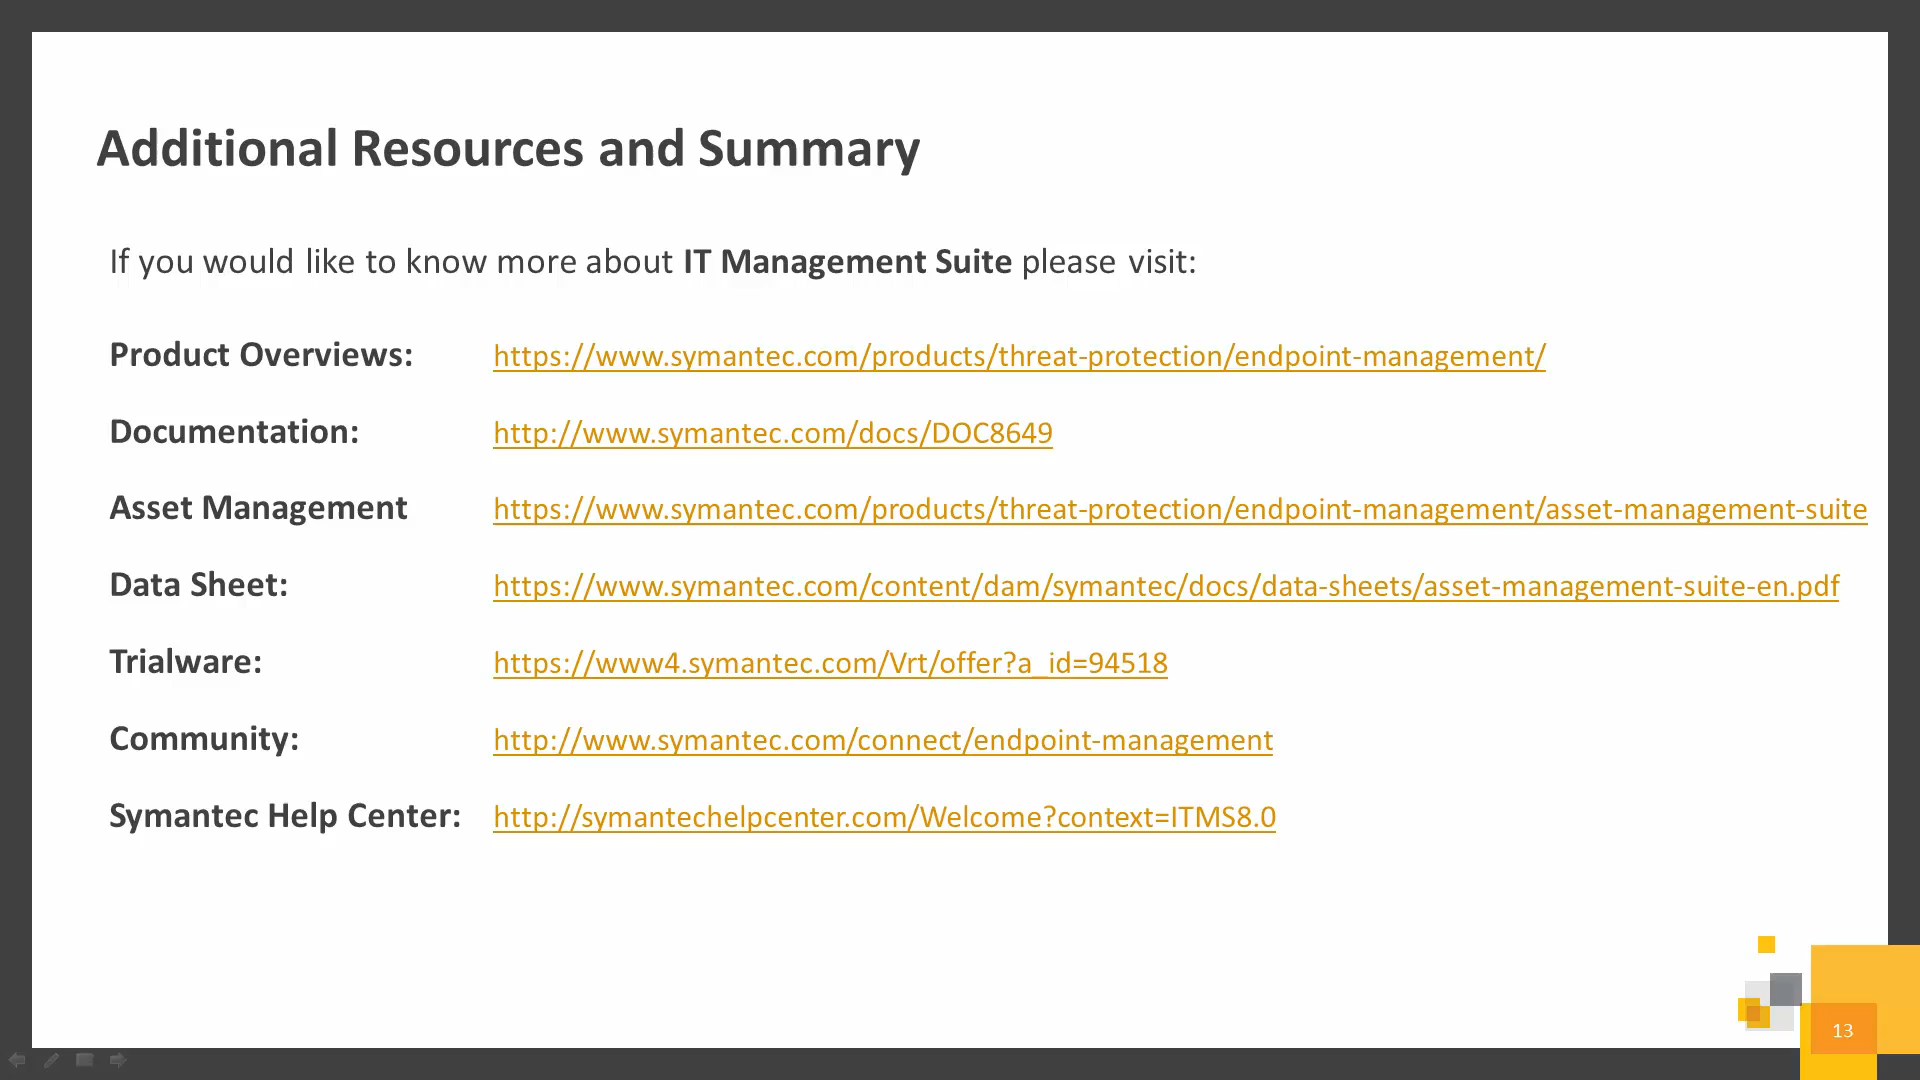 Additional Resources and Summary
If you would like to know more about IT Management Suite please visit:
Product Overviews: https://www.symantec.com/products/threat-protection/endpoint-management/
Documentation: http://www.symantec.com/docs/DOC8649
Asset Management https://www.symantec.com/products/threat-protection/endpoint-management/asset-management-suite
Data Sheet: https://www.symantec.com/content/dam/symantec/docs/data-sheets/asset-management-suite-en.pdf
Trialware: https://www4.symantec.com/Vrt/offer?a_id=94518
Community: http://www.symantec.com/connect/endpoint-management
Symantec Help Center: http://symantechelpcenter.com/Welcome?context=ITMS8.0
13